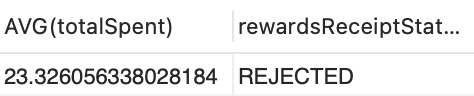 AVG(totalSpent) rewardsReceiptStat...
23.326056338028184 REJECTED